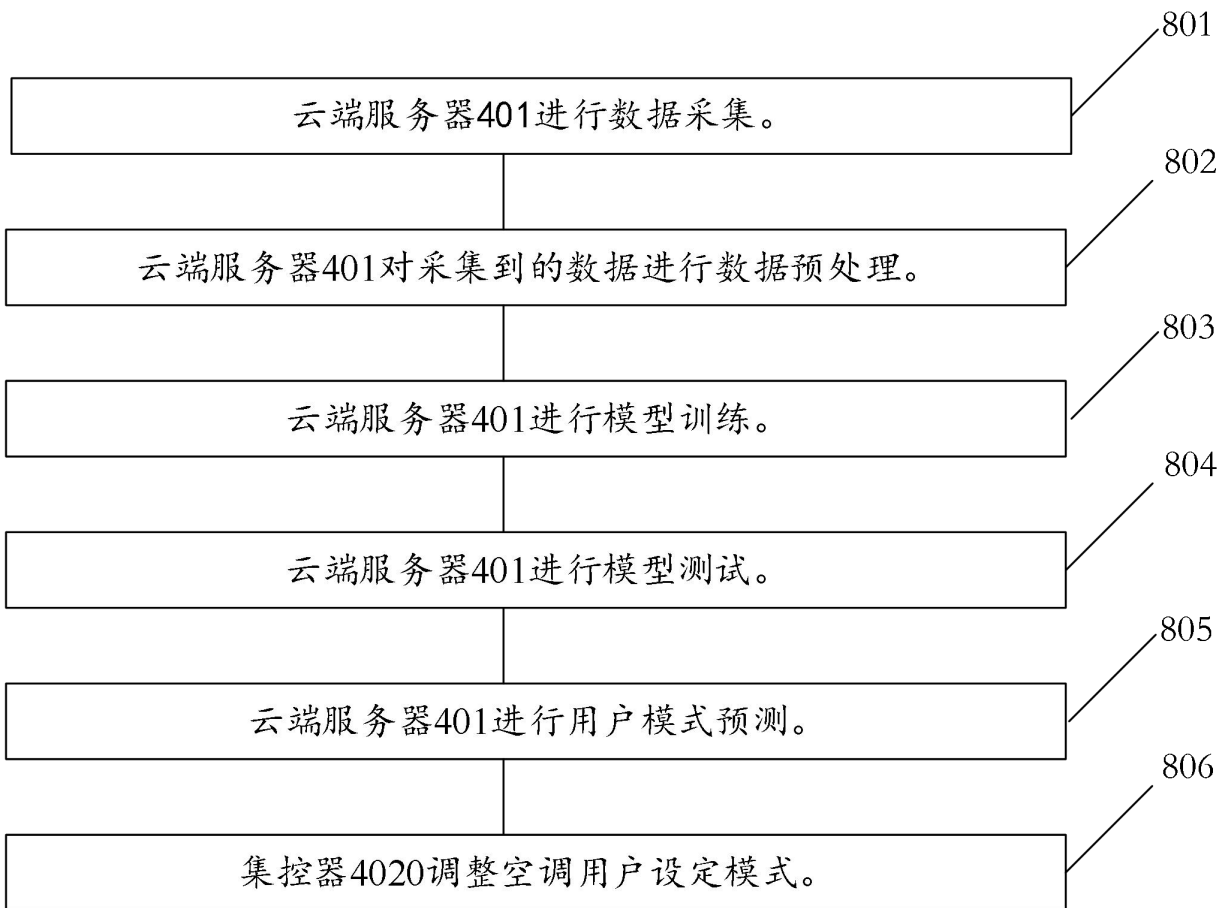 801
云端服务器401进行数据采集。
802
云端服务器401对采集到的数据进行数据预处理。
803
云端服务器401进行模型训练。
804
云端服务器401进行模型测试。
805
云端服务器401进行用户模式预测。
806
集控器4020调整空调用户设定模式。